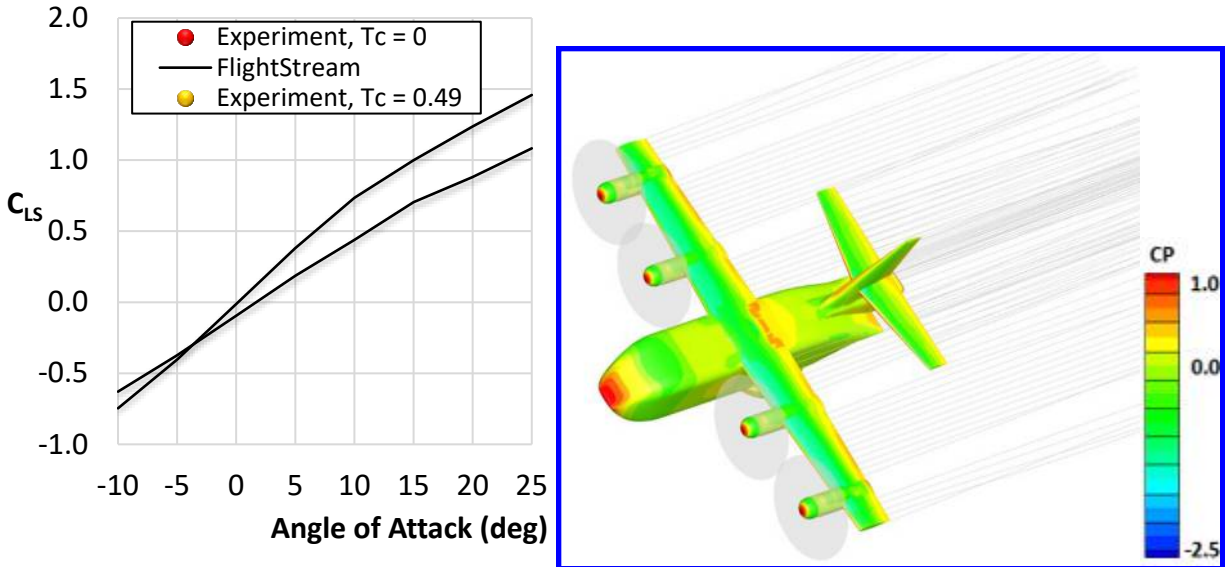 2.0
1.5
1.0
0.5
0.0
-0.5
-1.0
C_LS
Experiment, Tc = 0
FlightStream
Experiment, Tc = 0.49
-10 -5 0 5 10 15 20 25
Angle of Attack (deg)
CP
1.0
0.0
-2.5